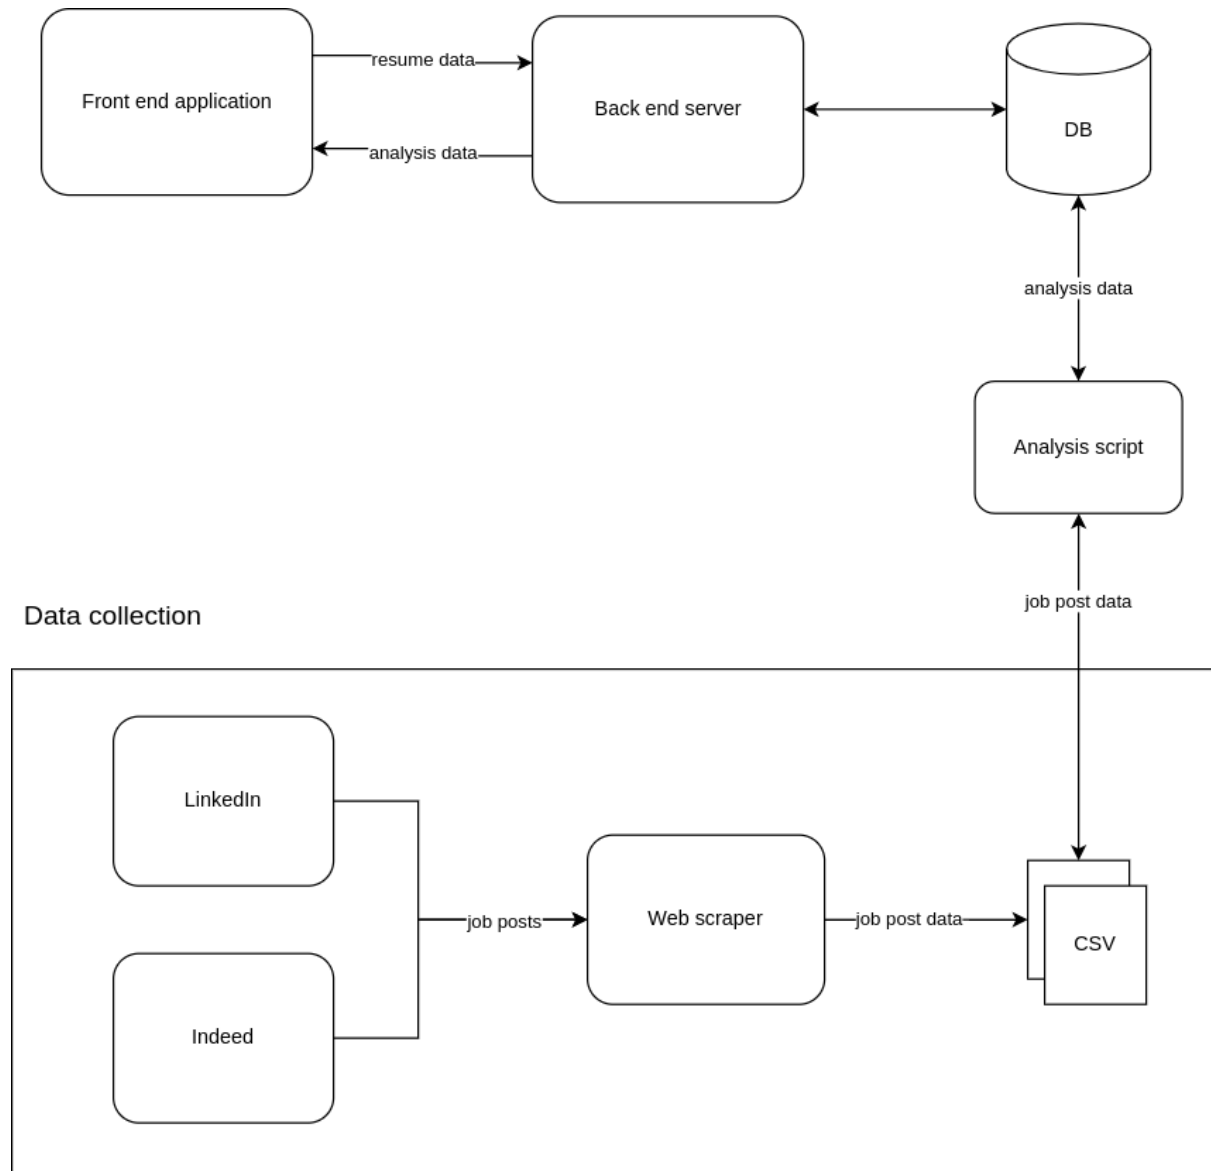 Front end application
resume data
analysis data
Back end server
DB
analysis data
Analysis script
job post data
Data collection
LinkedIn
Indeed
job posts
Web scraper
job post data
CSV